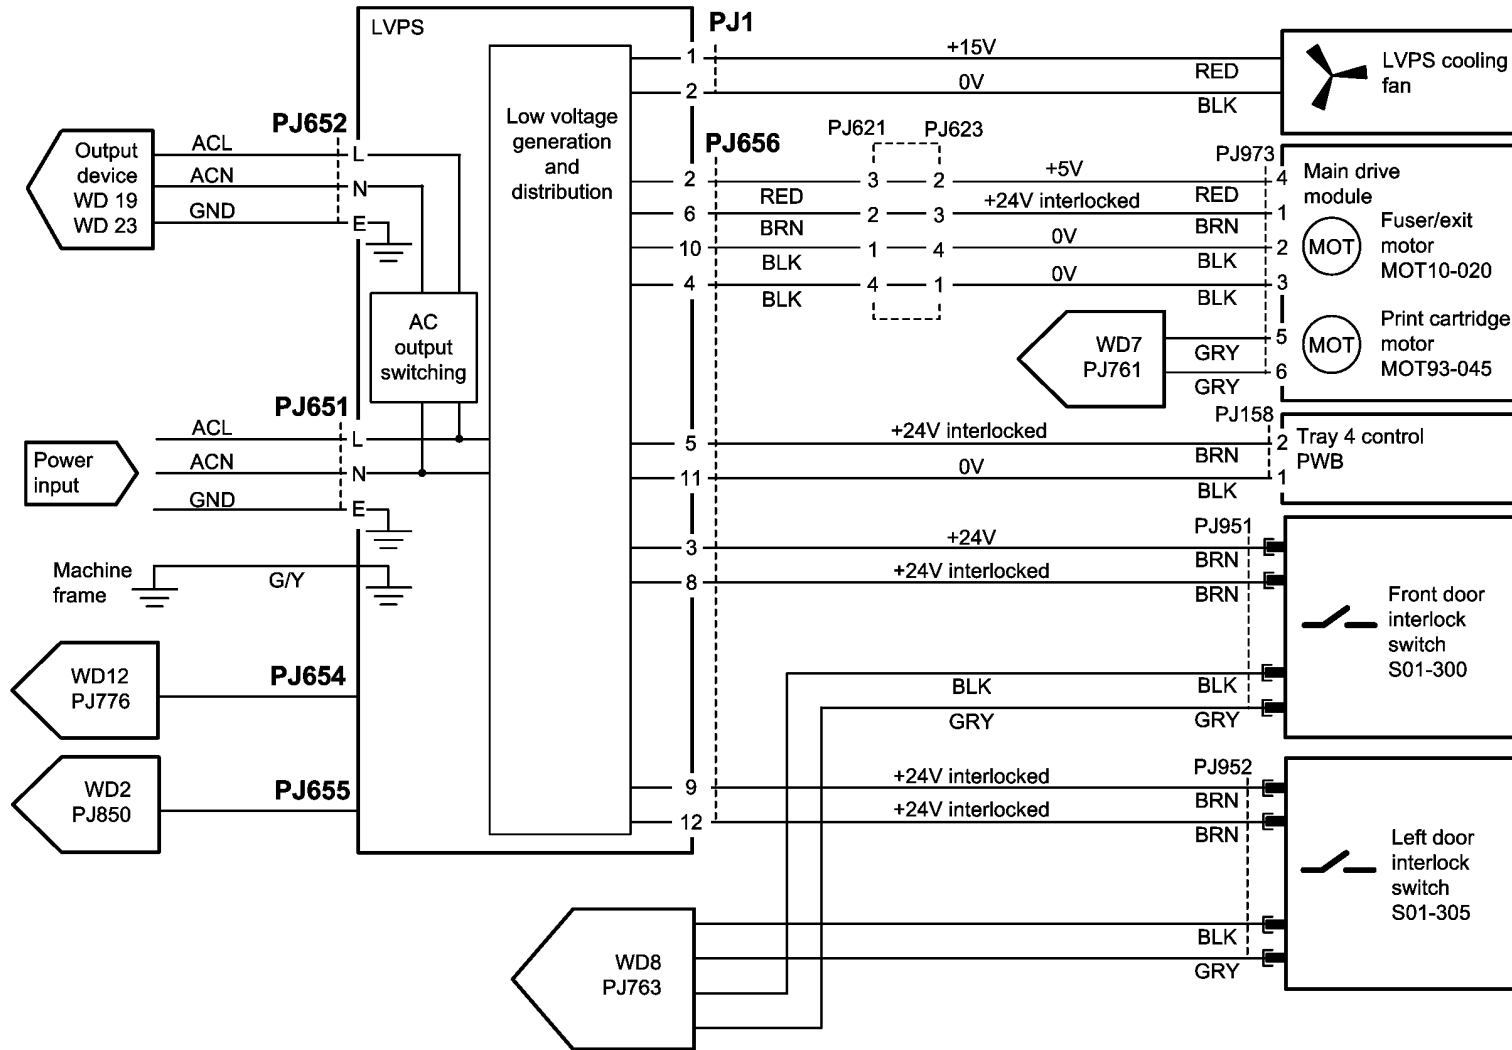 LVPS
PJ1
1
+15V
RED
2
0V
BLK
LVPS cooling
fan
Low voltage
generation
and
distribution
PJ652
Output
device
WD 19
WD 23
ACL
L
ACN
N
GND
E
AC
output
switching
PJ651
Power
input
ACL
L
ACN
N
GND
E
Machine
frame
G/Y
WD12
PJ776
PJ654
WD2
PJ850
PJ655
PJ656
PJ621
PJ623
PJ973
2
RED
3
2
+5V
RED
4
6
BRN
2
3
+24V interlocked
BRN
1
10
BLK
1
4
0V
BLK
2
4
BLK
4
1
0V
BLK
3
WD7
PJ761
GRY
5
GRY
6
Main drive
module
MOT
Fuser/exit
motor
MOT10-020
MOT
Print cartridge
motor
MOT93-045
PJ158
5
+24V interlocked
BRN
2
11
0V
BLK
1
Tray 4 control
PWB
PJ951
3
+24V
BRN
8
+24V interlocked
BRN
BLK
BLK
GRY
GRY
Front door
interlock
switch
S01-300
PJ952
9
+24V interlocked
BRN
12
+24V interlocked
BRN
BLK
GRY
Left door
interlock
switch
S01-305
WD8
PJ763